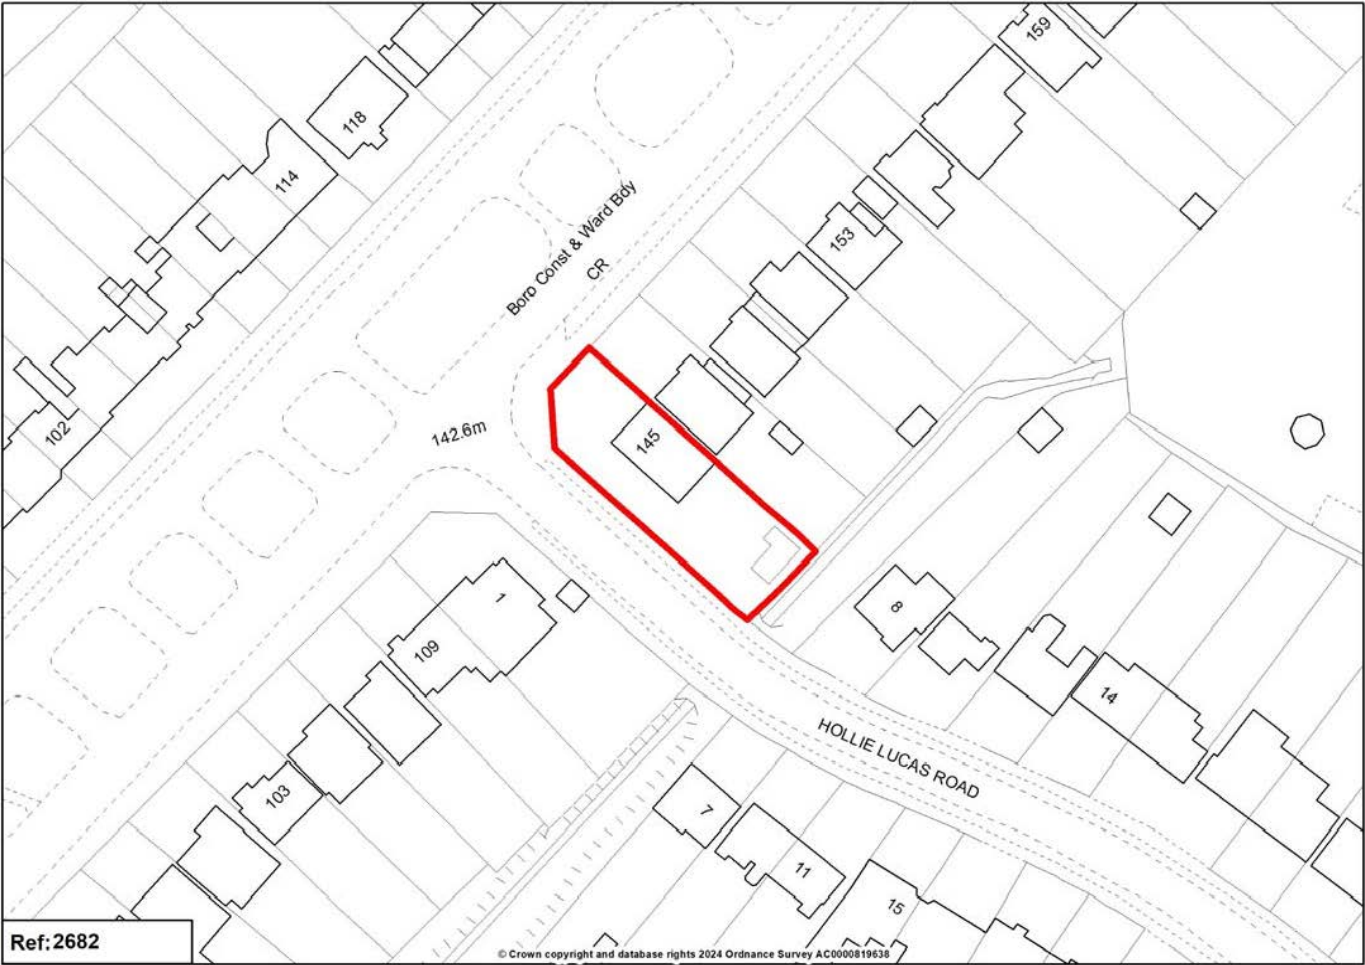 159
118
114
Boro Const & Ward Bdy
CR
153
102
142.6m
145
1
109
8
14
HOLLIE LUCAS ROAD
103
7
11
15
Ref:2682
© Crown copyright and database rights 2024 Ordnance Survey AC0000819638